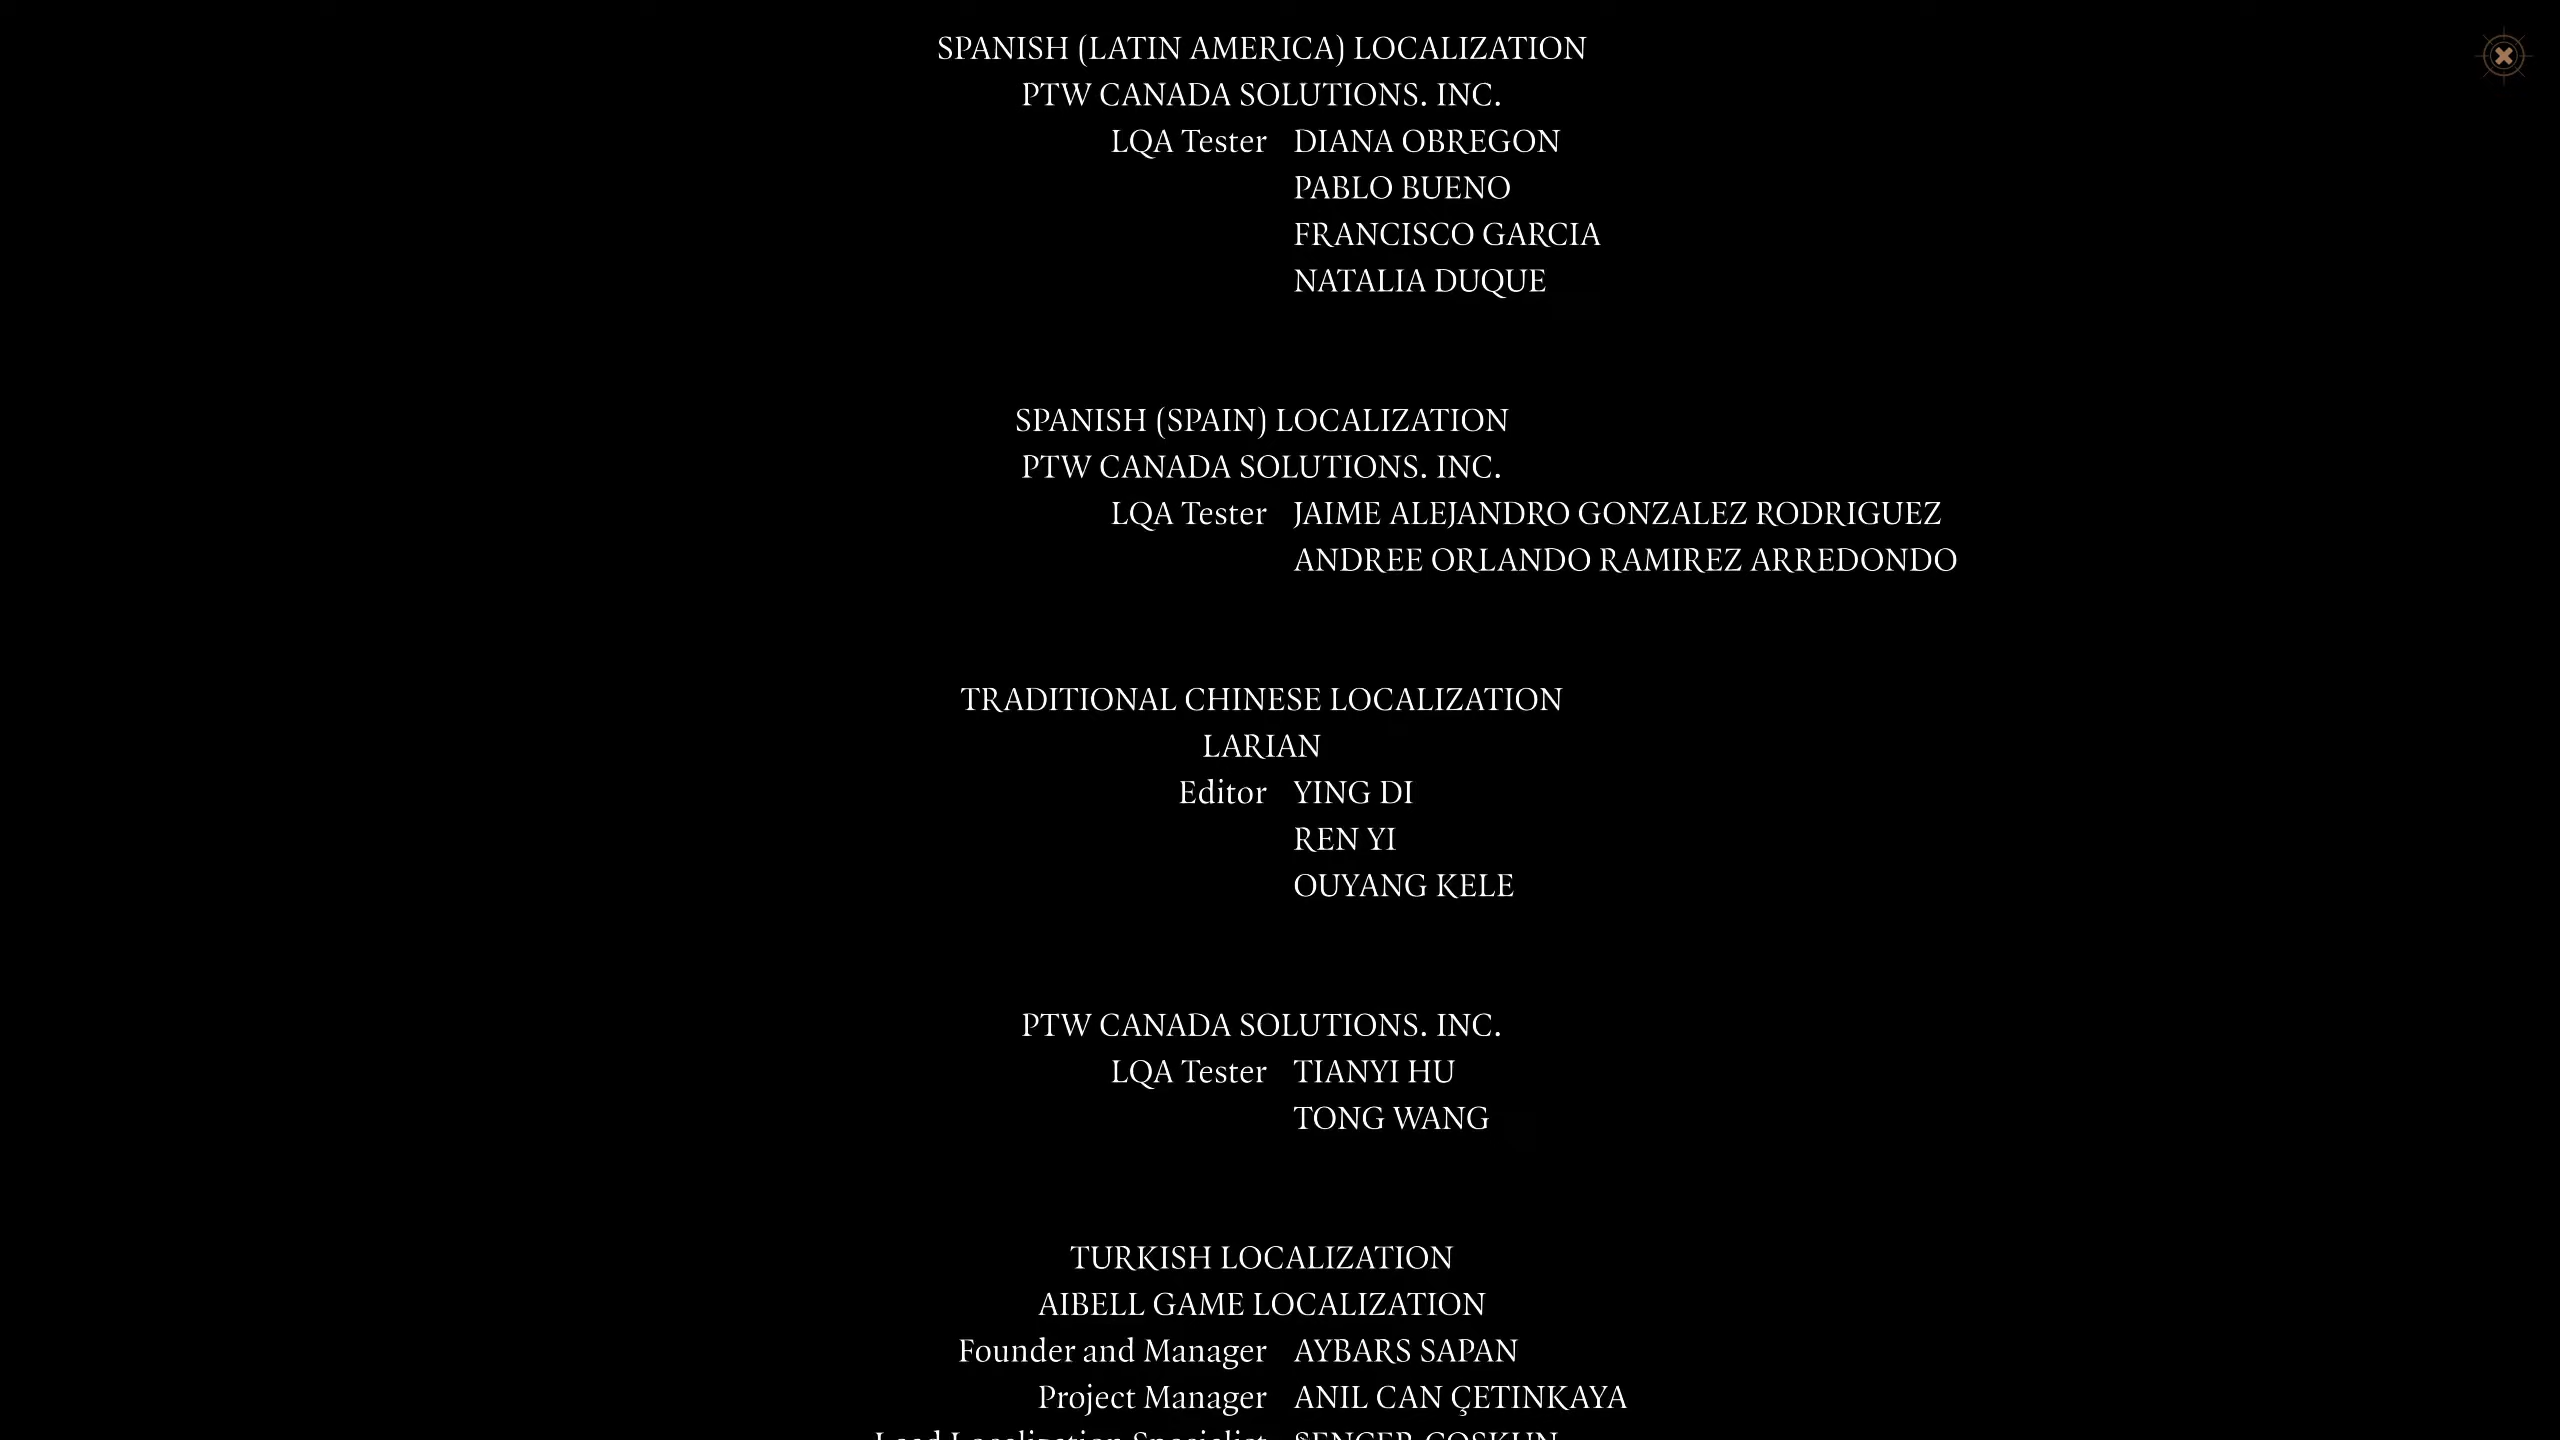 SPANISH (LATIN AMERICA) LOCALIZATION
PTW CANADA SOLUTIONS. INC.
LQA Tester DIANA OBREGON
PABLO BUENO
FRANCISCO GARCIA
NATALIA DUQUE
SPANISH (SPAIN) LOCALIZATION
PTW CANADA SOLUTIONS. INC.
LQA Tester JAIME ALEJANDRO GONZALEZ RODRIGUEZ
ANDREE ORLANDO RAMIREZ ARREDONDO
TRADITIONAL CHINESE LOCALIZATION
LARIAN
Editor YING DI
REN YI
OUYANG KELE
PTW CANADA SOLUTIONS. INC.
LQA Tester TIANYI HU
TONG WANG
TURKISH LOCALIZATION
AIBELL GAME LOCALIZATION
Founder and Manager AYBARS SAPAN
Project Manager ANIL CAN ÇETINKAYA
Lead Localization Specialist